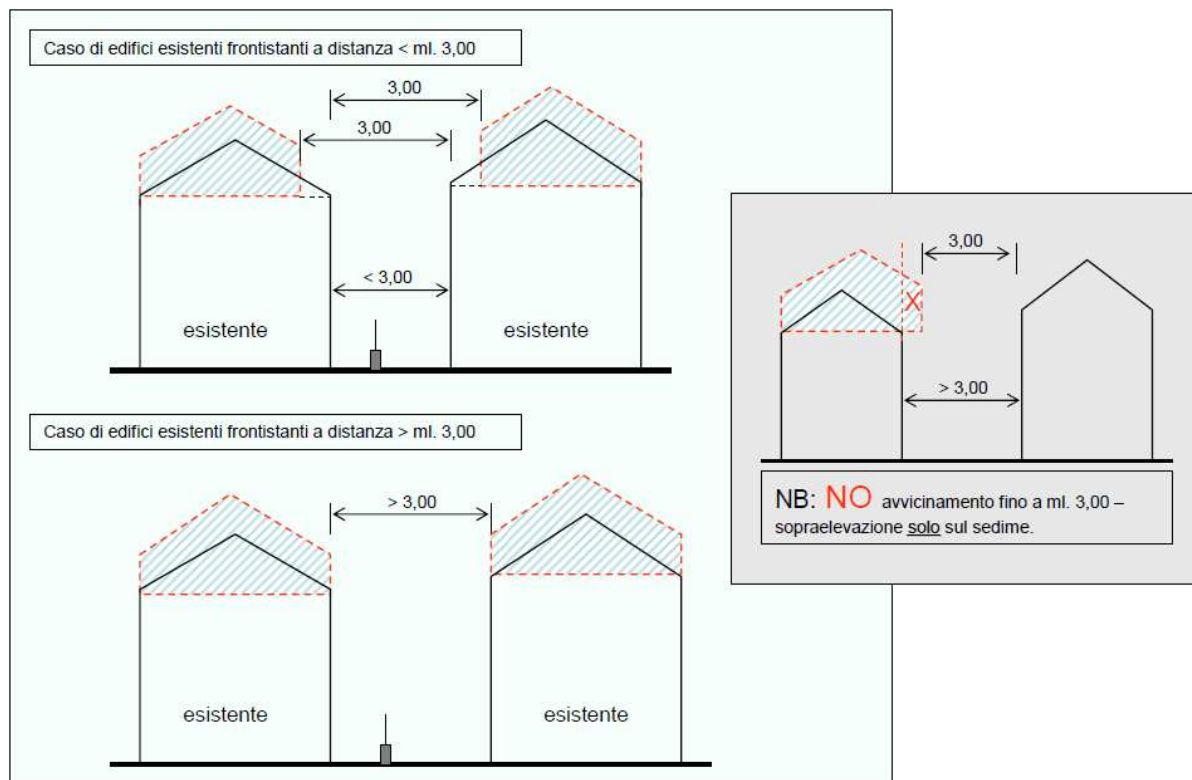 Caso di edifici esistenti frontistanti a distanza < ml. 3,00
3,00
3,00
< 3,00
esistente
esistente
Caso di edifici esistenti frontistanti a distanza > ml. 3,00
> 3,00
esistente
esistente
3,00
X
> 3,00
NB: NO avvicinamento fino a ml. 3,00 –
sopraelevazione solo sul sedime.